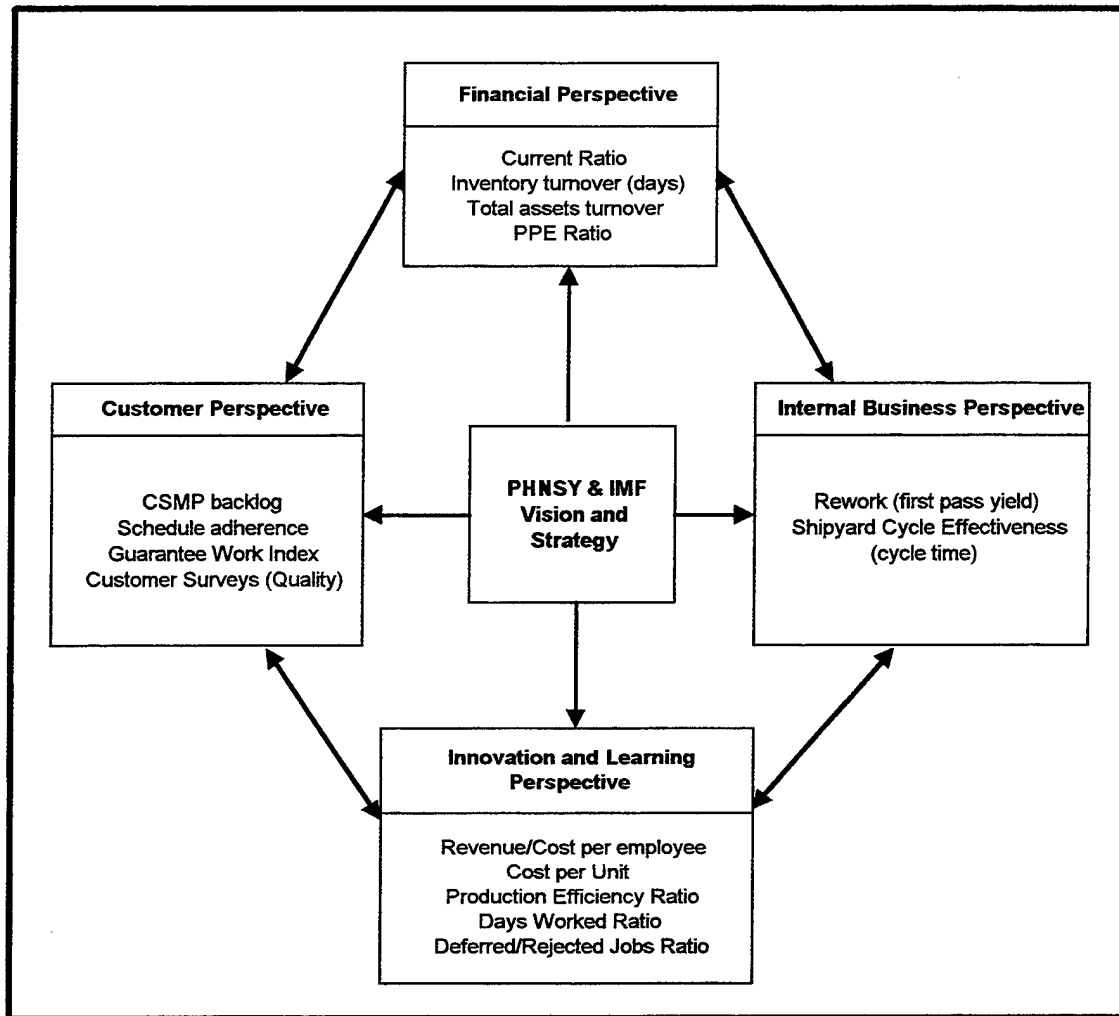 Financial Perspective
Current Ratio
Inventory turnover (days)
Total assets turnover
PPE Ratio
Customer Perspective
CSMP backlog
Schedule adherence
Guarantee Work Index
Customer Surveys (Quality)
PHNSY & IMF
Vision and
Strategy
Internal Business Perspective
Rework (first pass yield)
Shipyard Cycle Effectiveness
(cycle time)
Innovation and Learning
Perspective
Revenue/Cost per employee
Cost per Unit
Production Efficiency Ratio
Days Worked Ratio
Deferred/Rejected Jobs Ratio